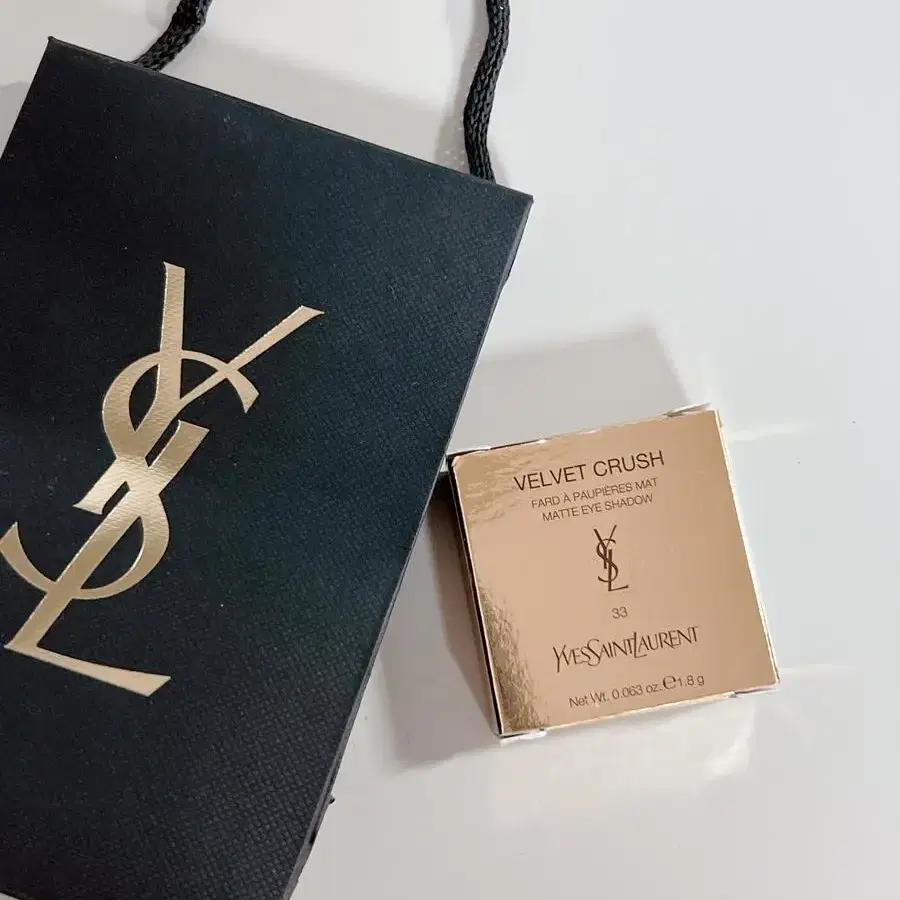 YSL
VELVET CRUSH
FARD À PAUPIÈRES MAT
MATTE EYE SHADOW
YSL
33
YVESSAINTLAURENT
Net Wt. 0.063 oz. ℮1,8 g